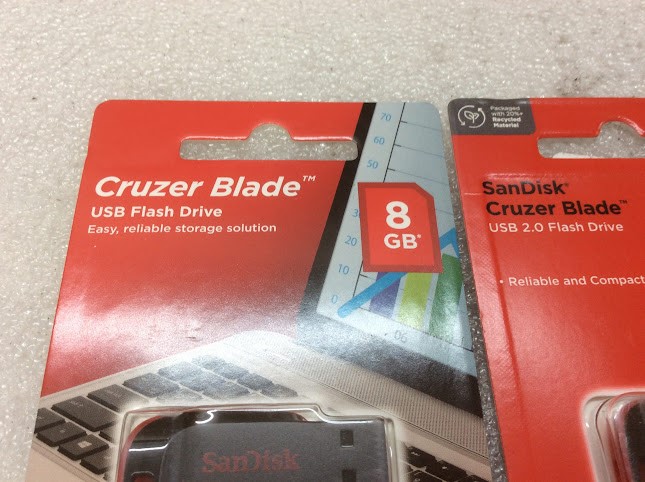 Cruzer Blade™
USB Flash Drive
Easy, reliable storage solution
70
60
50
30
20
10
0
06
8
GB*
SanDisk
Packaged
with 20%+
Recycled
Material
SanDisk®
Cruzer Blade™
USB 2.0 Flash Drive
• Reliable and Compact